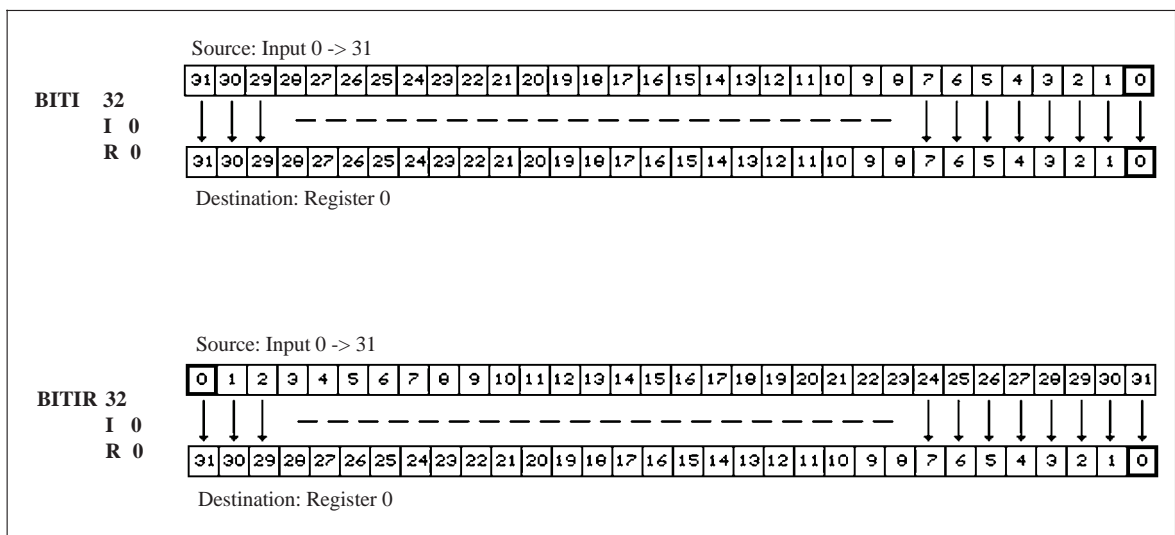 Source: Input 0 -> 31
31 30 29 28 27 26 25 24 23 22 21 20 19 18 17 16 15 14 13 12 11 10 9 8 7 6 5 4 3 2 1 0
BITI 32
I 0
R 0
31 30 29 28 27 26 25 24 23 22 21 20 19 18 17 16 15 14 13 12 11 10 9 8 7 6 5 4 3 2 1 0
Destination: Register 0
Source: Input 0 -> 31
0 1 2 3 4 5 6 7 8 9 10 11 12 13 14 15 16 17 18 19 20 21 22 23 24 25 26 27 28 29 30 31
BITIR 32
I 0
R 0
31 30 29 28 27 26 25 24 23 22 21 20 19 18 17 16 15 14 13 12 11 10 9 8 7 6 5 4 3 2 1 0
Destination: Register 0